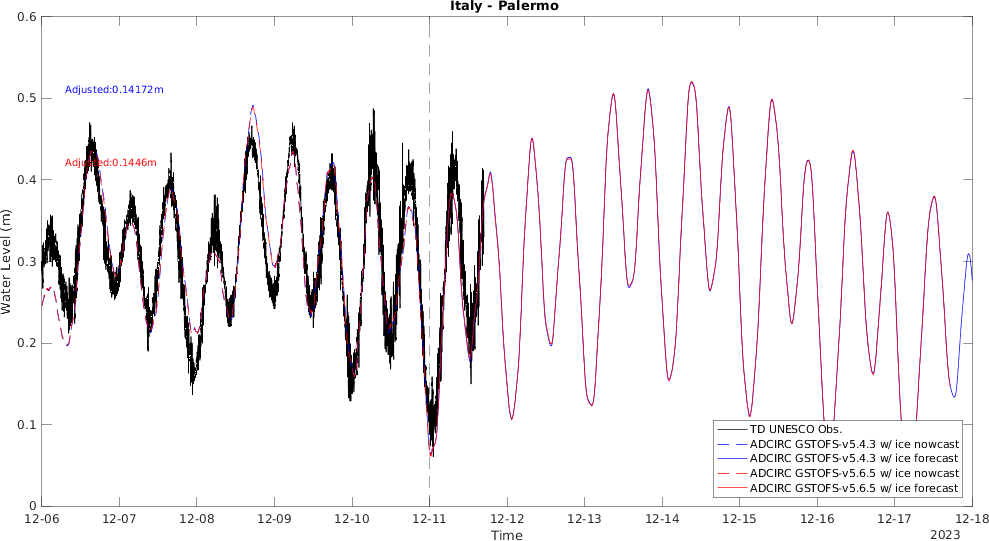 Italy - Palermo
0.6
0.5
0.4
0.3
0.2
0.1
0
Water Level (m)
Adjusted:0.14172m
Adjusted:0.1446m
TD UNESCO Obs.
ADCIRC GSTOFS-v5.4.3 w/ ice nowcast
ADCIRC GSTOFS-v5.4.3 w/ ice forecast
ADCIRC GSTOFS-v5.6.5 w/ ice nowcast
ADCIRC GSTOFS-v5.6.5 w/ ice forecast
12-06 12-07 12-08 12-09 12-10 12-11 12-12 12-13 12-14 12-15 12-16 12-17 12-18
Time
2023